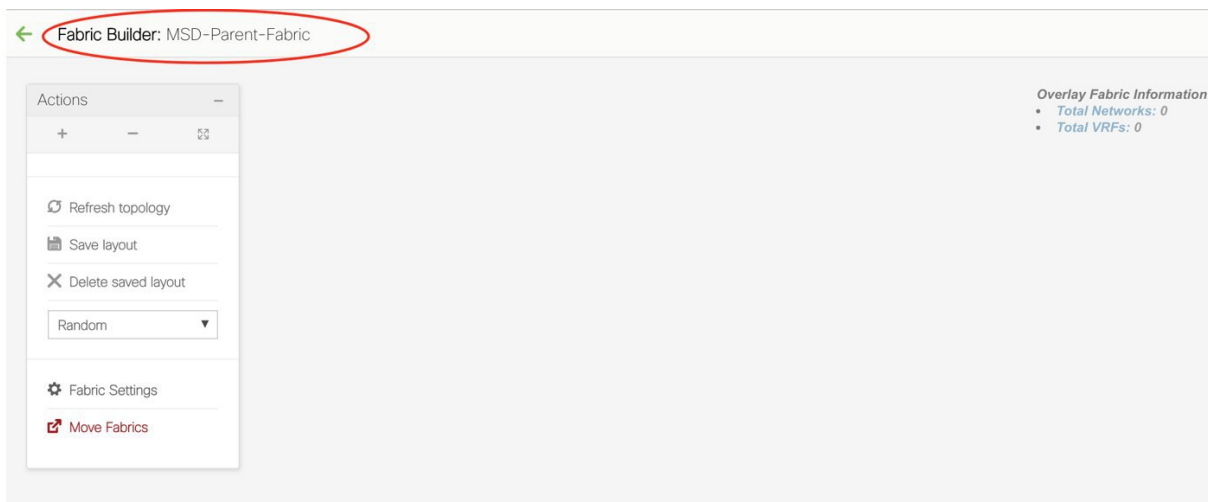 Fabric Builder: MSD-Parent-Fabric
Actions
Refresh topology
Save layout
Delete saved layout
Random
Fabric Settings
Move Fabrics
Overlay Fabric Information
Total Networks: 0
Total VRFs: 0